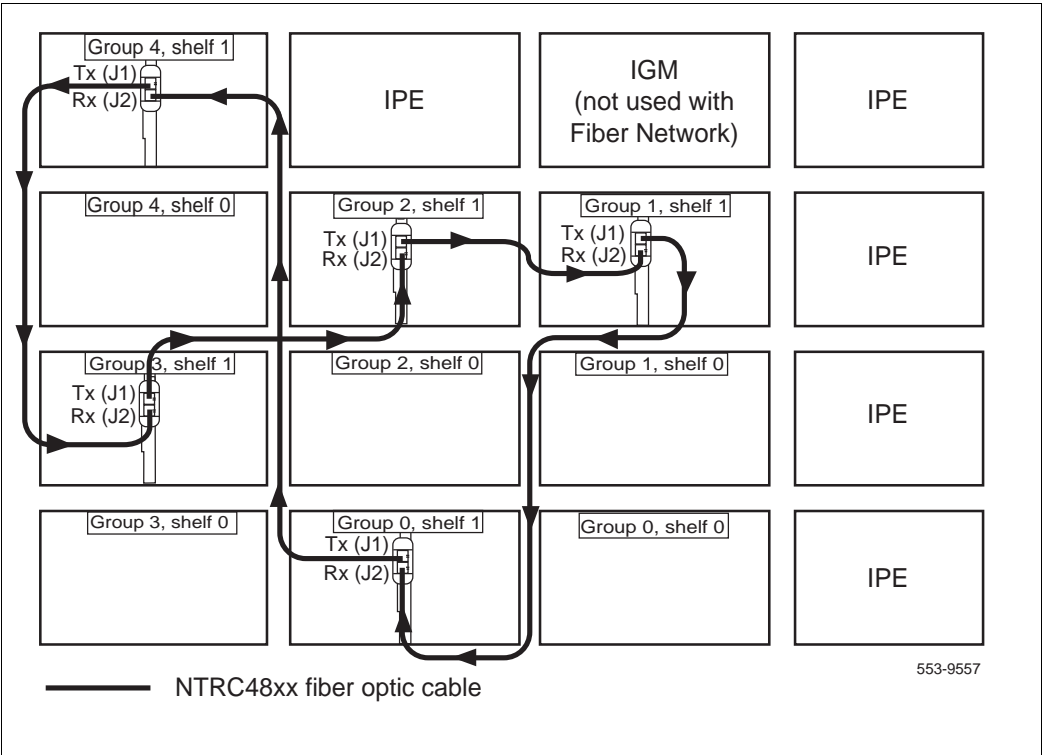 Group 4, shelf 1
Tx (J1)
Rx (J2)
IPE
IGM
(not used with
Fiber Network)
IPE
Group 4, shelf 0
Group 2, shelf 1
Tx (J1)
Rx (J2)
Group 1, shelf 1
Tx (J1)
Rx (J2)
IPE
Group 3, shelf 1
Tx (J1)
Rx (J2)
Group 2, shelf 0
Group 1, shelf 0
IPE
Group 3, shelf 0
Group 0, shelf 1
Tx (J1)
Rx (J2)
Group 0, shelf 0
IPE
553-9557
NTRC48xx fiber optic cable